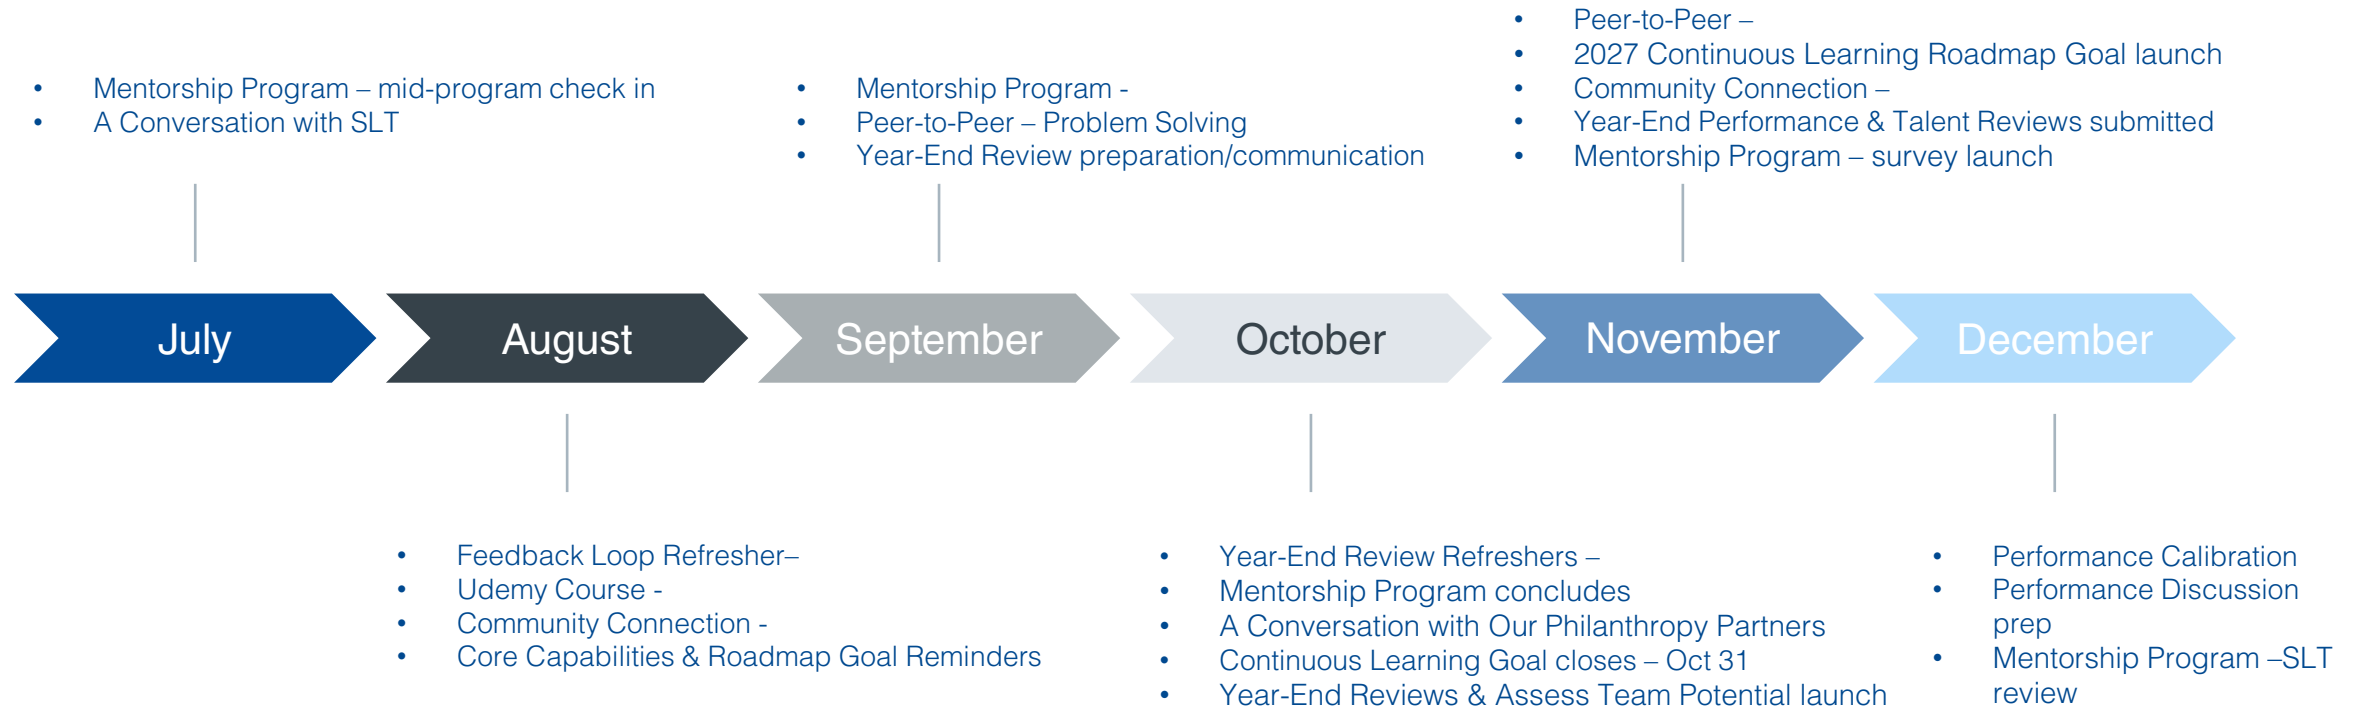 • Peer-to-Peer –
• 2027 Continuous Learning Roadmap Goal launch
• Community Connection –
• Year-End Performance & Talent Reviews submitted
• Mentorship Program – survey launch
• Mentorship Program – mid-program check in
• A Conversation with SLT
• Mentorship Program -
• Peer-to-Peer – Problem Solving
• Year-End Review preparation/communication
July
August
September
October
November
December
• Feedback Loop Refresher–
• Udemy Course -
• Community Connection -
• Core Capabilities & Roadmap Goal Reminders
• Year-End Review Refreshers –
• Mentorship Program concludes
• A Conversation with Our Philanthropy Partners
• Continuous Learning Goal closes – Oct 31
• Year-End Reviews & Assess Team Potential launch
• Performance Calibration
• Performance Discussion
prep
• Mentorship Program –SLT
review